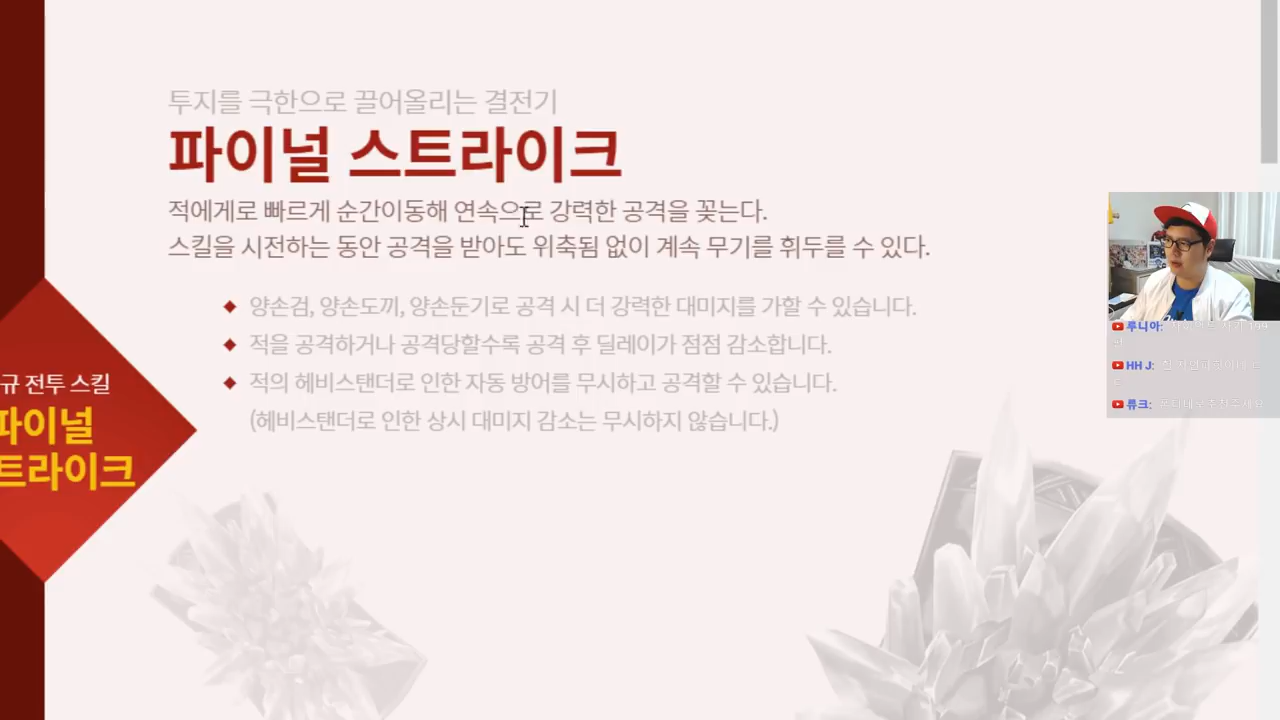 투지를 극한으로 끌어올리는 결전기
파이널 스트라이크
적에게로 빠르게 순간이동해 연속으로 강력한 공격을 꽂는다.
스킬을 시전하는 동안 공격을 받아도 위축됨 없이 계속 무기를 휘두를 수 있다.
양손검, 양손도끼, 양손둔기로 공격 시 더 강력한 대미지를 가할 수 있습니다.
적을 공격하거나 공격당할수록 공격 후 딜레이가 점점 감소합니다.
적의 헤비스탠더로 인한 자동 방어를 무시하고 공격할 수 있습니다.
(헤비스탠더로 인한 상시 대미지 감소는 무시하지 않습니다.)
규 전투 스킬
파이널
트라이크
루니아:
HH J:
튜크: